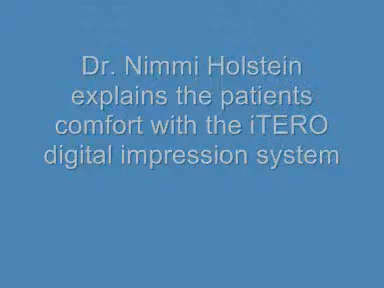 Dr. Nimmi Holstein
explains the patients
comfort with the iTERO
digital impression system